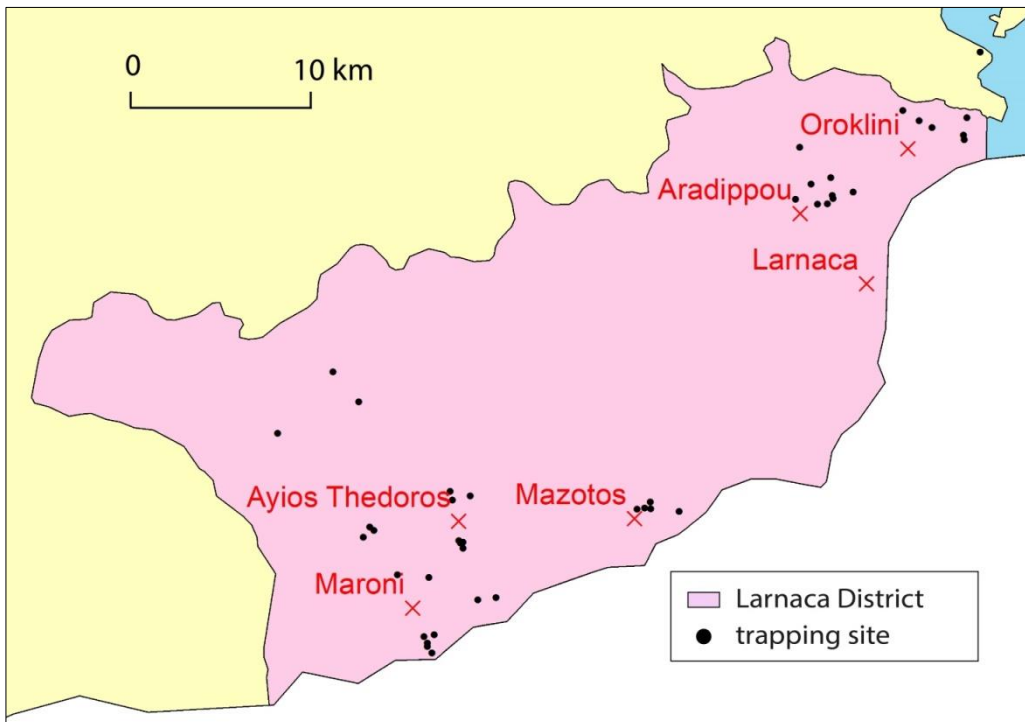 0 10 km
Oroklini
Aradippou
Larnaca
Ayios Thedoros
Mazotos
Maroni
Larnaca District
trapping site